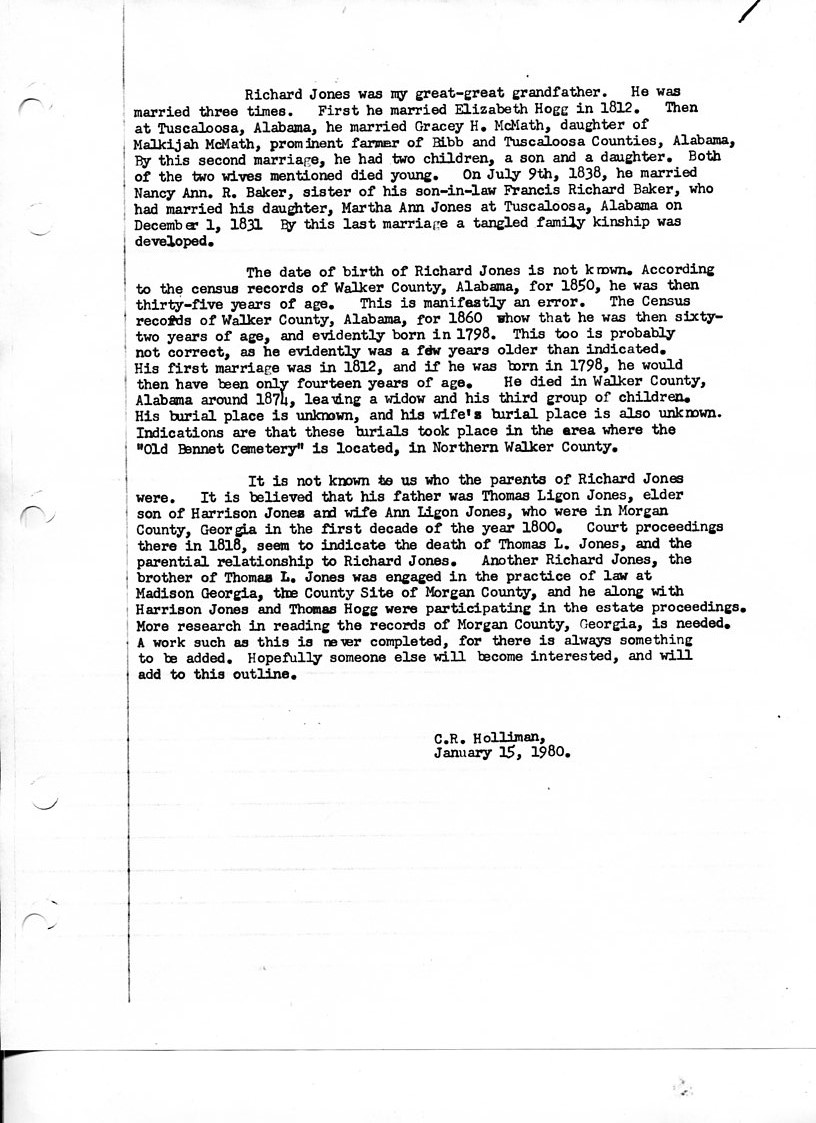 /
Richard Jones was my great-great grandfather. He was
married three times. First he married Elizabeth Hogg in 1812. Then
at Tuscaloosa, Alabama, he married Gracey H. McMath, daughter of
Malkijah McMath, prominent farmer of Bibb and Tuscaloosa Counties, Alabama,
By this second marriage, he had two children, a son and a daughter. Both
of the two wives mentioned died young. On July 9th, 1838, he married
Nancy Ann. R. Baker, sister of his son-in-law Francis Richard Baker, who
had married his daughter, Martha Ann Jones at Tuscaloosa, Alabama on
December 1, 1831 By this last marriage a tangled family kinship was
developed.
The date of birth of Richard Jones is not known. According
to the census records of Walker County, Alabama, for 1850, he was then
thirty-five years of age. This is manifestly an error. The Census
records of Walker County, Alabama, for 1860 show that he was then sixty-
two years of age, and evidently born in 1798. This too is probably
not correct, as he evidently was a few years older than indicated.
His first marriage was in 1812, and if he was born in 1798, he would
then have been only fourteen years of age. He died in Walker County,
Alabama around 1874, leaving a widow and his third group of children.
His burial place is unknown, and his wife's burial place is also unknown.
Indications are that these burials took place in the area where the
"Old Bennet Cemetery" is located, in Northern Walker County.
It is not known to us who the parents of Richard Jones
were. It is believed that his father was Thomas Ligon Jones, elder
son of Harrison Jones and wife Ann Ligon Jones, who were in Morgan
County, Georgia in the first decade of the year 1800. Court proceedings
there in 1818, seem to indicate the death of Thomas L. Jones, and the
parental relationship to Richard Jones. Another Richard Jones, the
brother of Thomas L. Jones was engaged in the practice of law at
Madison Georgia, the County Site of Morgan County, and he along with
Harrison Jones and Thomas Hogg were participating in the estate proceedings.
More research in reading the records of Morgan County, Georgia, is needed.
A work such as this is never completed, for there is always something
to be added. Hopefully someone else will become interested, and will
add to this outline.
C.R. Holliman,
January 15, 1980.